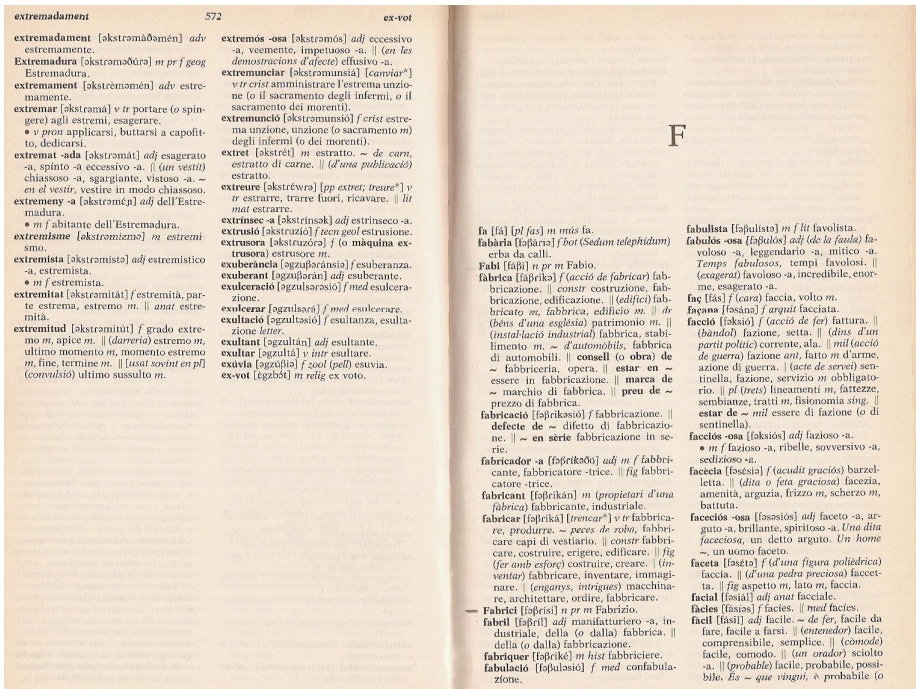 extremadament 572 ex-vot
extremadament [əkstrəmàðəmén] adv
estremamente.
Extremadura [əkstrəməðúrə] m pr f geog
Estremadura.
extremament [əkstrèməmén] adv estre-
mamente.
extremar [əkstrəmá] v tr portare (o spin-
gere) agli estremi, esagerare.
• v pron applicarsi, buttarsi a capofit-
to, dedicarsi.
extremat -ada [əkstrəmát] adj esagerato
-a, spinto -a eccessivo -a. || (un vestit)
chiassoso -a, sgargiante, vistoso -a. ~
en el vestir, vestire in modo chiassoso.
extremeny -a [əkstrəméɲ] adj dell'Estre-
madura.
• m f abitante dell'Estremadura.
extremisme [əkstrəmízmə] m estremi-
smo.
extremista [əkstrəmístə] adj estremistico
-a, estremista.
• m f estremista.
extremitat [əkstrəmitát] f estremità, par-
te estrema, estremo m. || anat estre-
mità.
extremitud [əkstrəmitút] f grado extre-
mo m, apice m. || (darreria) estremo m,
ultimo momento m, momento estremo
m, fine, termine m. || [usat sovint en pl]
(convulsió) ultimo sussulto m.
extremós -osa [əkstrəmós] adj eccessivo
-a, veemente, impetuoso -a. || (en les
demostracions d'afecte) effusivo -a.
extremunciar [əkstrəmunsiá] [canviar*]
v tr crist amministrare l'estrema unzio-
ne (o il sacramento degli infermi, o il
sacramento dei morenti).
extremunció [əkstrəmunsió] f crist estre-
ma unzione, unzione (o sacramento m)
degli infermi (o dei morenti).
extret [əkstrét] m estratto. ~ de carn,
estratto di carne. || (d'una publicació)
estratto.
extreure [əkstréwrə] [pp extret; treure*] v
tr estrarre, trarre fuori, ricavare. || lit
mat estrarre.
extrínsec -a [əkstrínsək] adj estrinseco -a.
extrusió [əkstruzió] f tecn geol estrusione.
extrusora [əkstruzórə] f (o màquina ex-
trusora) estrusore m.
exuberància [əgzuβəránsiə] f esuberanza.
exuberant [əgzuβərán] adj esuberante.
exulceració [əgzulsərəsió] f med esulcera-
zione.
exulcerar [əgzulsərá] v med esulcerare.
exultació [əgzultəsió] f esultanza, esulta-
zione letter.
exultant [əgzultán] adj esultante.
exultar [əgzultá] v intr esultare.
exúvia [əgzúβiə] f zool (pell) esuvia.
ex-vot [ègzbɔ́t] m relig ex voto.
F
fa [fá] [pl fas] m mús fa.
fabària [fəβàriə] f bot (Sedum telephidum)
erba da calli.
Fabi [fáβi] n pr m Fabio.
fàbrica [fáβrikə] f (acció de fabricar) fab-
bricazione. || constr costruzione, fab-
bricazione, edificazione. || (edifici) fab-
bricato m, fabbrica, edificio m. || dr
(béns d'una església) patrimonio m. ||
(instal·lació industrial) fabbrica, stabi-
limento m. ~ d'automòbils, fabbrica
di automobili. || consell (o obra) de
~ fabbriceria, opera. || estar en ~
essere in fabbricazione. || marca de
~ marchio di fabbrica. || preu de ~
prezzo di fabbrica.
fabricació [fəβrikəsió] f fabbricazione. ||
defecte de ~ difetto di fabbricazio-
ne. || ~ en sèrie fabbricazione in se-
rie.
fabricador -a [fəβrikəðó] adj m f fabbri-
cante, fabbricatore -trice. || fig fabbri-
catore -trice.
fabricant [fəβrikán] m (propietari d'una
fàbrica) fabbricante, industriale.
fabricar [fəβriká] [trencar*] v tr fabbrica-
re, produrre. ~ peces de roba, fabbri-
care capi di vestiario. || constr fabbri-
care, costruire, erigere, edificare. || fig
(fer amb esforç) costruire, creare. | (in-
ventar) fabbricare, inventare, immagi-
nare. | (enganys, intrigues) macchina-
re, architettare, ordire, fabbricare.
Fabrici [fəβrísi] n pr m Fabrizio.
fabril [fəβríl] adj manifatturiero -a, in-
dustriale, della (o dalla) fabbrica. ||
della (o dalla) fabbricazione.
fabriquer [fəβriké] m hist fabbriciere.
fabulació [fəβuləsió] f med confabula-
zione.
fabulista [fəβulístə] m f lit favolista.
fabulós -osa [fəβulós] adj (de la faula) fa-
voloso -a, leggendario -a, mitico -a.
Temps fabulosos, tempi favolosi. ||
(exagerat) favoloso -a, incredibile, enor-
me, esagerato -a.
faç [fás] f (cara) faccia, volto m.
façana [fəsánə] f arquit facciata.
facció [fəksió] f (acció de fer) fattura. ||
(bàndol) fazione, setta. || (dins d'un
partit polític) corrente, ala. || mil (acció
de guerra) fazione ant, fatto m d'arme,
azione di guerra. | (acte de servei) sen-
tinella, fazione, servizio m obbligato-
rio. || pl (trets) lineamenti m, fattezze,
sembianze, tratti m, fisionomia sing. ||
estar de ~ mil essere di fazione (o di
sentinella).
facciós -osa [fəksiós] adj fazioso -a.
• m f fazioso -a, ribelle, sovversivo -a,
sedizioso -a.
facècia [fəsésiə] f (acudit graciós) barzel-
letta. || (dita o feta graciosa) facezia,
amenità, arguzia, frizzo m, scherzo m,
battuta.
faceciós -osa [fəsəsiós] adj faceto -a, ar-
guto -a, brillante, spiritoso -a. Una dita
faceciosa, un detto arguto. Un home
~, un uomo faceto.
faceta [fəsétə] f (d'una figura polièdrica)
faccia. || (d'una pedra preciosa) faccet-
ta. || fig aspetto m, lato m, faccia.
facial [fəsiál] adj anat facciale.
fàcies [fásiəs] f facies. || med facies.
fàcil [fásil] adj facile. ~ de fer, facile da
fare, facile a farsi. || (entenedor) facile,
comprensibile, semplice. || (còmode)
facile, comodo. || (un orador) sciolto
-a. || (probable) facile, probabile, possi-
bile. És ~ que vingui, è probabile (o